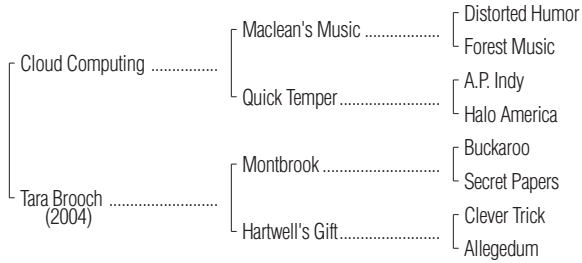 Distorted Humor
Maclean's Music ..................
Forest Music
Cloud Computing ................
A.P. Indy
Quick Temper.........................
Halo America
Buckaroo
Montbrook .............................
Secret Papers
Tara Brooch ..........................
(2004)
Clever Trick
Hartwell's Gift.........................
Allegedum